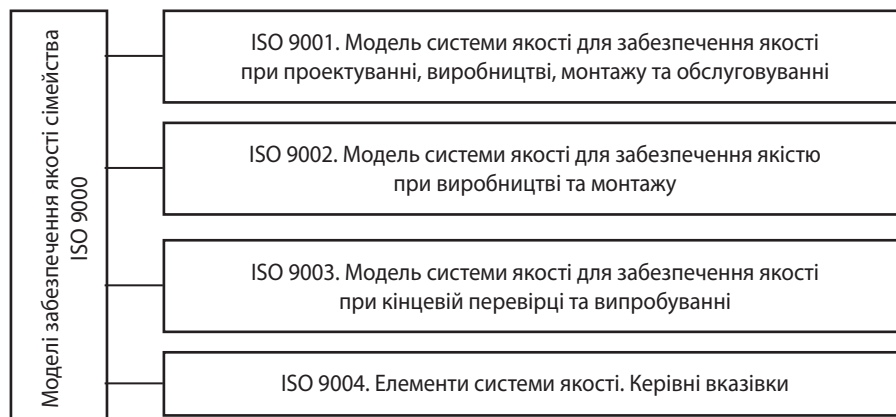 Моделі забезпечення якості сімейства
ISO 9000
ISO 9001. Модель системи якості для забезпечення якості
при проектуванні, виробництві, монтажу та обслуговуванні
ISO 9002. Модель системи якості для забезпечення якістю
при виробництві та монтажу
ISO 9003. Модель системи якості для забезпечення якості
при кінцевій перевірці та випробуванні
ISO 9004. Елементи системи якості. Керівні вказівки